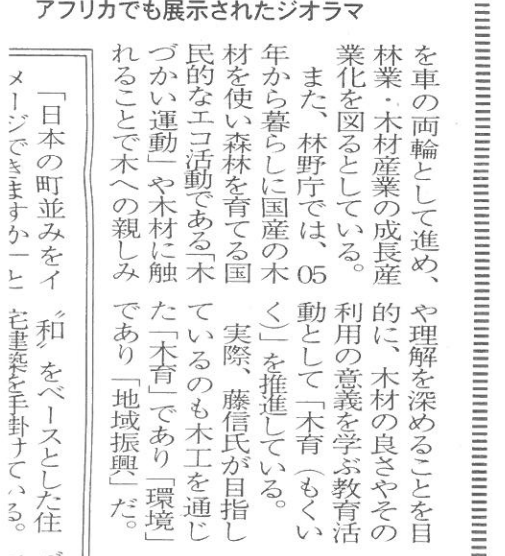 アフリカでも展示されたジオラマ
を車の両輪として進め、
林業・木材産業の成長産
業化を図るとしている。
また、林野庁では、05
年から暮らしに国産の木
材を使い森林を育てる国
民的なエコ活動である「木
づかい運動」や木材に触
れることで木への親しみ
や理解を深めることを目
的に、木材の良さやその
利用の意義を学ぶ教育活
動として「木育（もくい
く）」を推進している。
実際、藤信氏が目指し
ているのも木工を通じ
た「木育」であり「環境」
であり「地域振興」だ。
「日本の町並みをイ
メージできますか」と
〝和〟をベースとした住
宅建築を手掛けている。